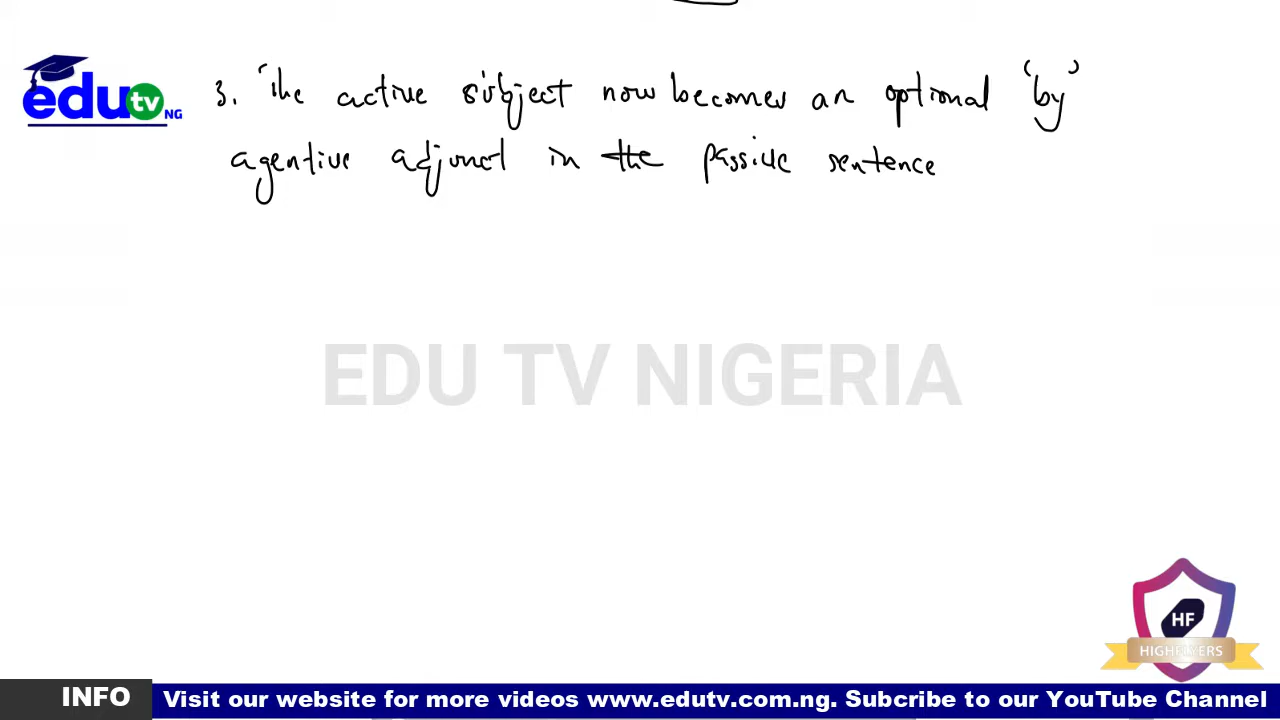 edu tv NG
3. The active subject now becomes an optional 'by'
agentive adjunct in the passive sentence
EDU TV NIGERIA
HF
HIGHFLYERS
INFO
Visit our website for more videos www.edutv.com.ng. Subcribe to our YouTube Channel